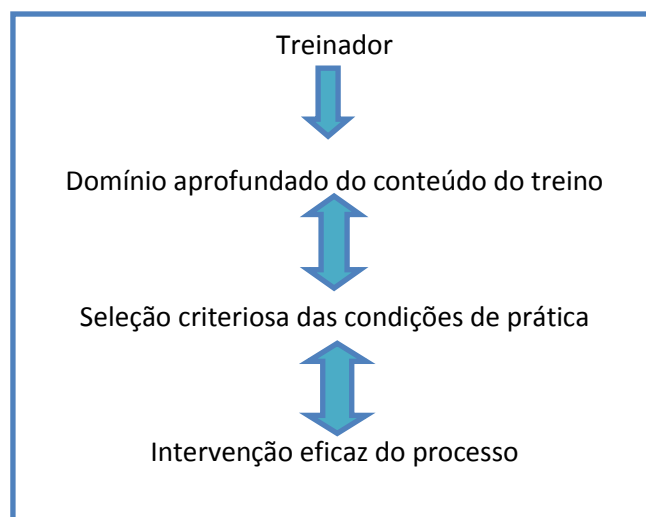 Treinador
Domínio aprofundado do conteúdo do treino
Seleção criteriosa das condições de prática
Intervenção eficaz do processo